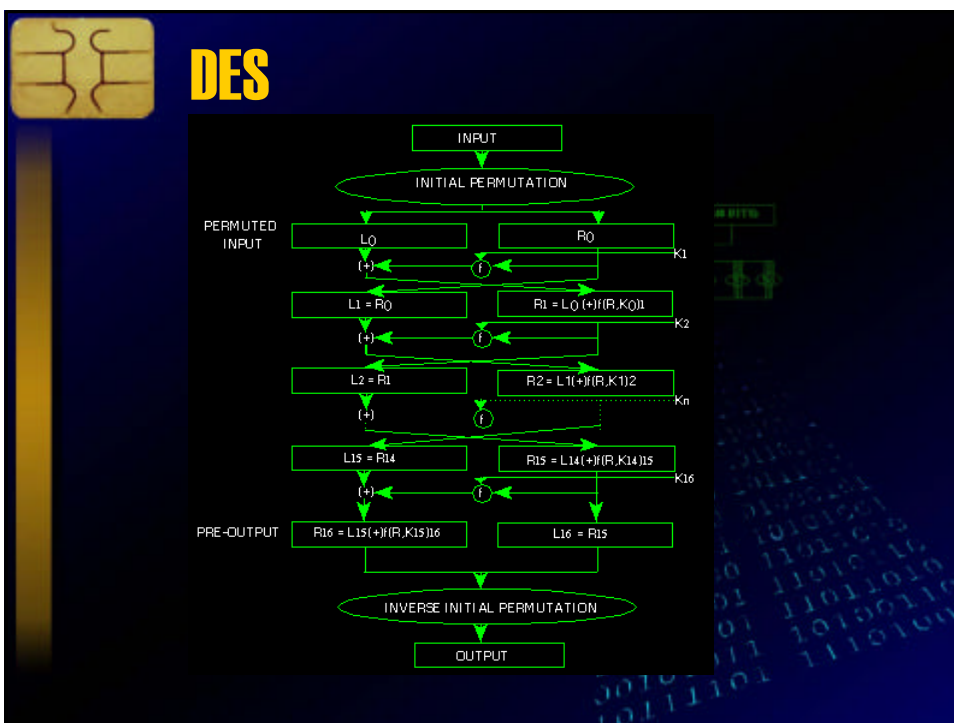 DES
INPUT
INITIAL PERMUTATION
PERMUTED
INPUT
L0
R0
K1
(+)
f
L1 = R0
R1 = L0 (+)f(R,K0)1
K2
(+)
f
L2 = R1
R2 = L1(+)f(R,K1)2
Kn
(+)
f
L15 = R14
R15 = L14(+)f(R,K14)15
K16
(+)
f
PRE-OUTPUT
R16 = L15(+)f(R,K15)16
L16 = R15
INVERSE INITIAL PERMUTATION
OUTPUT